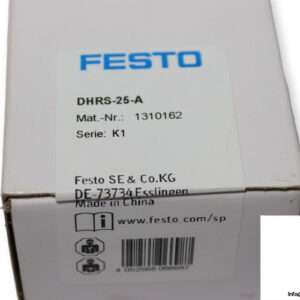 FESTO
DHRS-25-A
Mat.-Nr.: 1310162
Serie: K1
Festo SE & Co.KG
DE-73734 Esslingen
Made in China
www.festo.com/sp